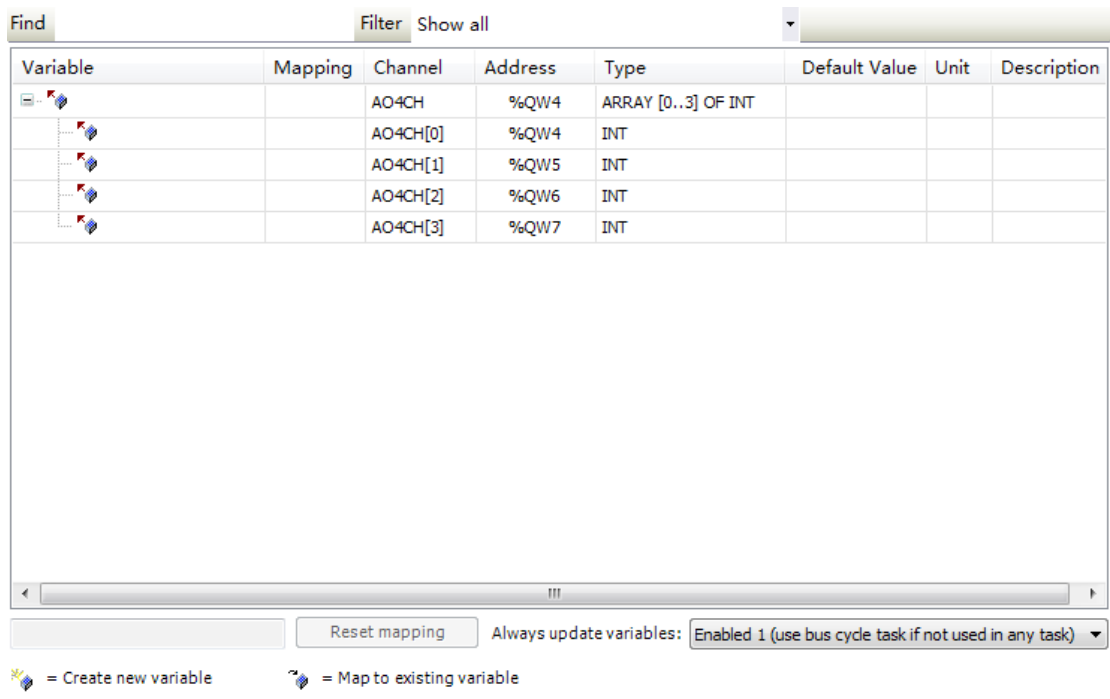 Find Filter Show all
Variable Mapping Channel Address Type Default Value Unit Description
AO4CH %QW4 ARRAY [0..3] OF INT
AO4CH[0] %QW4 INT
AO4CH[1] %QW5 INT
AO4CH[2] %QW6 INT
AO4CH[3] %QW7 INT
Reset mapping Always update variables: Enabled 1 (use bus cycle task if not used in any task)
= Create new variable = Map to existing variable